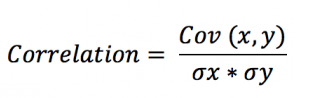 Correlation = Cov (x, y) / σx * σy